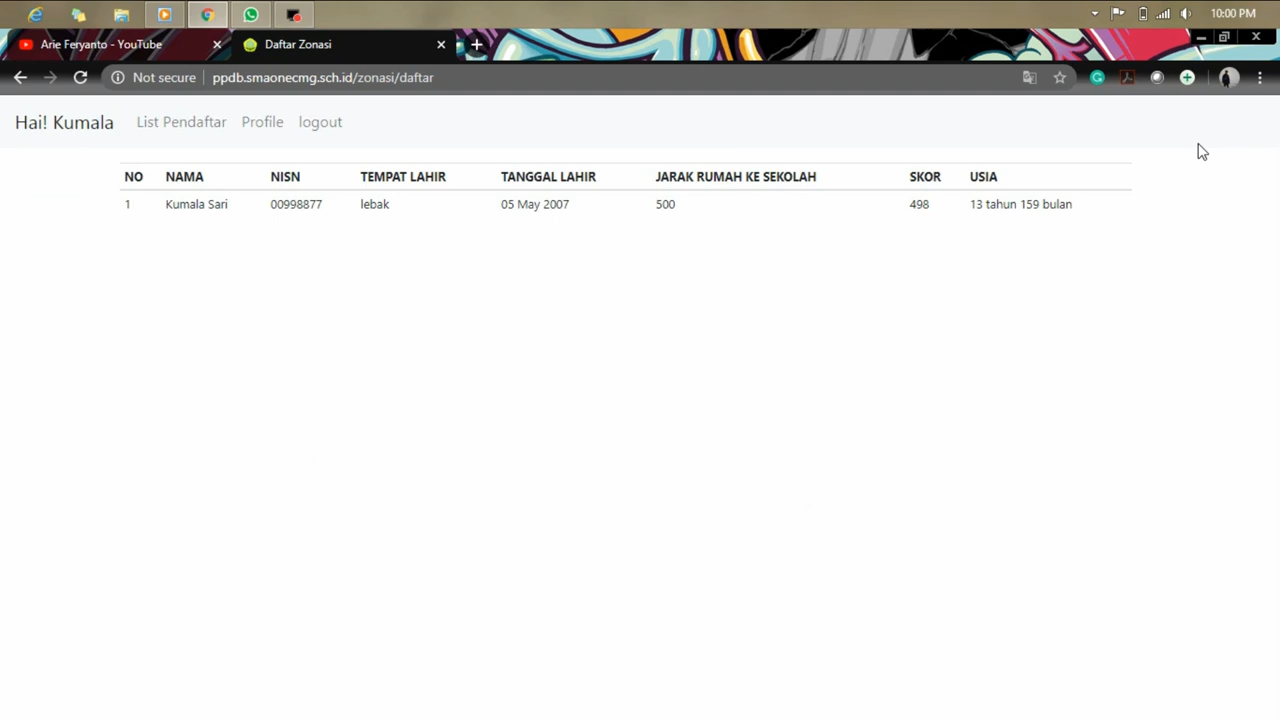 10:00 PM
Arie Feryanto - YouTube
Daftar Zonasi
Not secure
ppdb.smaonecmg.sch.id/zonasi/daftar
Hai! Kumala List Pendaftar Profile logout
NO NAMA NISN TEMPAT LAHIR TANGGAL LAHIR JARAK RUMAH KE SEKOLAH SKOR USIA
1 Kumala Sari 00998877 lebak 05 May 2007 500 498 13 tahun 159 bulan